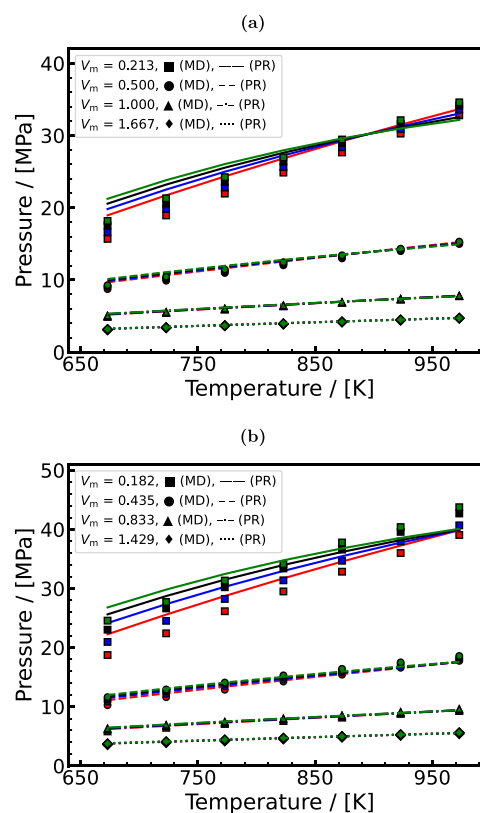 (a)
Pressure / [MPa]
50
40
30
20
10
0
V_m = 0.213, ■ (MD), — (PR)
V_m = 0.500, ● (MD), -- (PR)
V_m = 1.000, ▲ (MD), -·- (PR)
V_m = 1.667, ♦ (MD), ····· (PR)
650 750 850 950
Temperature / [K]
(b)
Pressure / [MPa]
50
40
30
20
10
0
V_m = 0.182, ■ (MD), — (PR)
V_m = 0.435, ● (MD), -- (PR)
V_m = 0.833, ▲ (MD), -·- (PR)
V_m = 1.429, ♦ (MD), ····· (PR)
650 750 850 950
Temperature / [K]